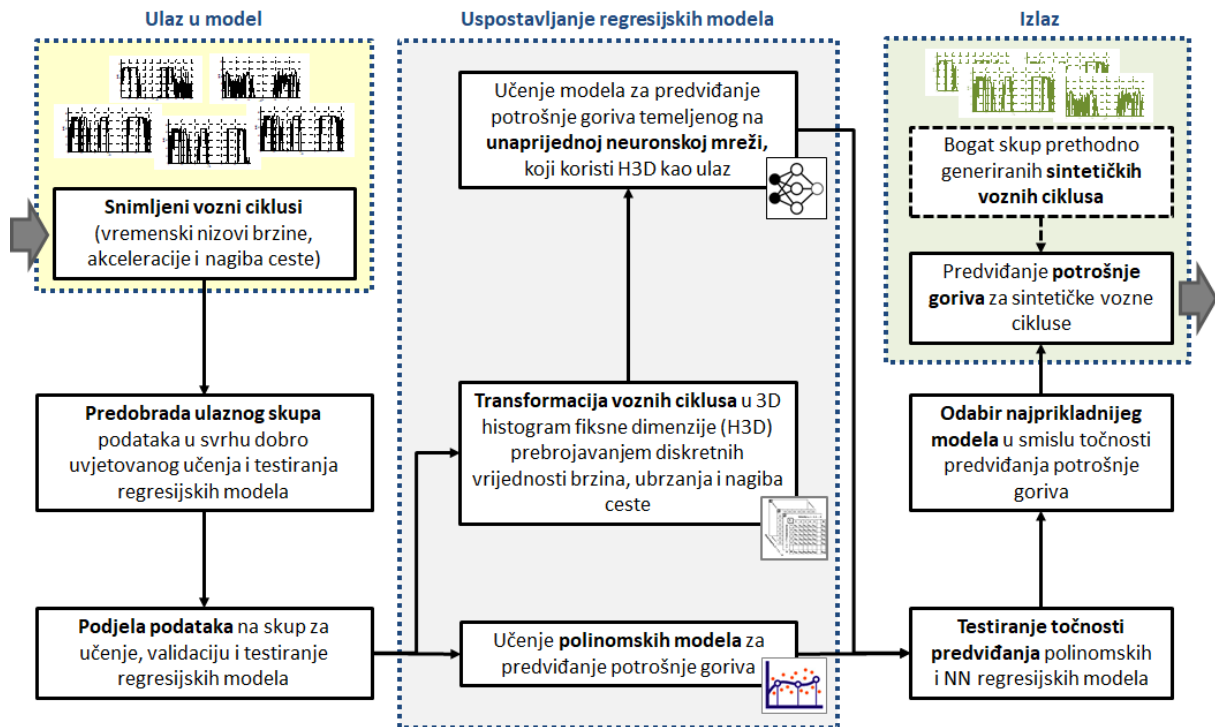 Ulaz u model
Snimljeni vozni ciklusi
(vremenski nizovi brzine,
akceleracije i nagiba ceste)
Predobrada ulaznog skupa
podataka u svrhu dobro
uvjetovanog učenja i testiranja
regresijskih modela
Podjela podataka na skup za
učenje, validaciju i testiranje
regresijskih modela
Uspostavljanje regresijskih modela
Učenje modela za predviđanje
potrošnje goriva temeljenog na
unaprijednoj neuronskoj mreži,
koji koristi H3D kao ulaz
Transformacija voznih ciklusa u 3D
histogram fiksne dimenzije (H3D)
prebrojavanjem diskretnih
vrijednosti brzina, ubrzanja i nagiba
ceste
Učenje polinomskih modela za
predviđanje potrošnje goriva
Izlaz
Bogat skup prethodno
generiranih sintetičkih
voznih ciklusa
Predviđanje potrošnje
goriva za sintetičke vozne
cikluse
Odabir najprikladnijeg
modela u smislu točnosti
predviđanja potrošnje
goriva
Testiranje točnosti
predviđanja polinomskih
i NN regresijskih modela